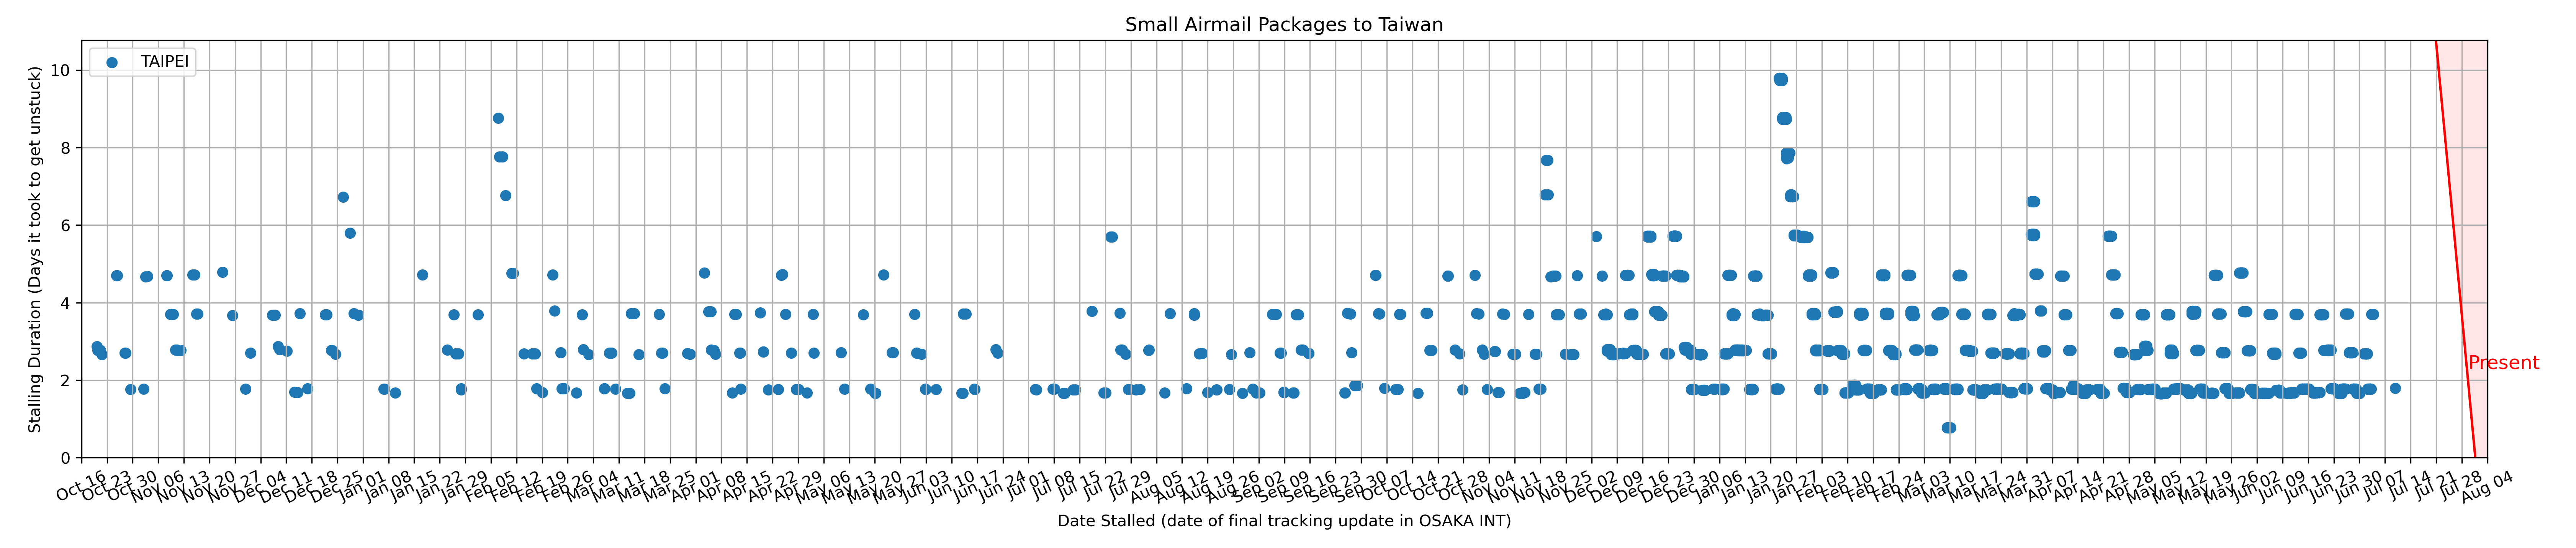 Small Airmail Packages to Taiwan
TAIPEI
Stalling Duration (Days it took to get unstuck)
10
8
6
4
2
0
Present
Oct 16
Oct 23
Oct 30
Nov 06
Nov 13
Nov 20
Nov 27
Dec 04
Dec 11
Dec 18
Dec 25
Jan 01
Jan 08
Jan 15
Jan 22
Jan 29
Feb 05
Feb 12
Feb 19
Feb 26
Mar 04
Mar 11
Mar 18
Mar 25
Apr 01
Apr 08
Apr 15
Apr 22
Apr 29
May 06
May 13
May 20
May 27
Jun 03
Jun 10
Jun 17
Jun 24
Jul 01
Jul 08
Jul 15
Jul 22
Jul 29
Aug 05
Aug 12
Aug 19
Aug 26
Sep 02
Sep 09
Sep 16
Sep 23
Sep 30
Oct 07
Oct 14
Oct 21
Oct 28
Nov 04
Nov 11
Nov 18
Nov 25
Dec 02
Dec 09
Dec 16
Dec 23
Dec 30
Jan 06
Jan 13
Jan 20
Jan 27
Feb 03
Feb 10
Feb 17
Feb 24
Mar 03
Mar 10
Mar 17
Mar 24
Mar 31
Apr 07
Apr 14
Apr 21
Apr 28
May 05
May 12
May 19
May 26
Jun 02
Jun 09
Jun 16
Jun 23
Jun 30
Jul 07
Jul 14
Jul 21
Jul 28
Aug 04
Date Stalled (date of final tracking update in OSAKA INT)